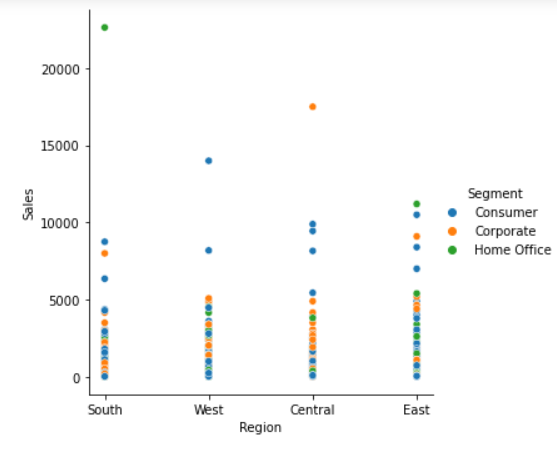 20000
15000
10000
5000
0
Sales
South West Central East
Region
Segment
Consumer
Corporate
Home Office